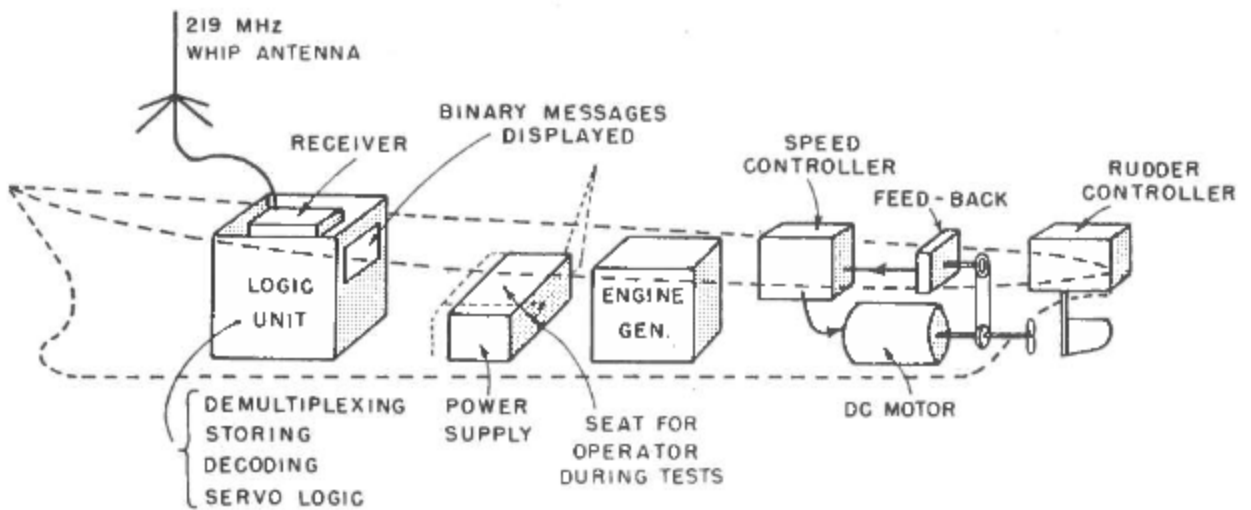 219 MHz
WHIP ANTENNA
BINARY MESSAGES
DISPLAYED
RECEIVER
SPEED
CONTROLLER
RUDDER
CONTROLLER
FEED-BACK
LOGIC
UNIT
ENGINE
GEN.
DEMULTIPLEXING
STORING
DECODING
SERVO LOGIC
POWER
SUPPLY
SEAT FOR
OPERATOR
DURING TESTS
DC MOTOR